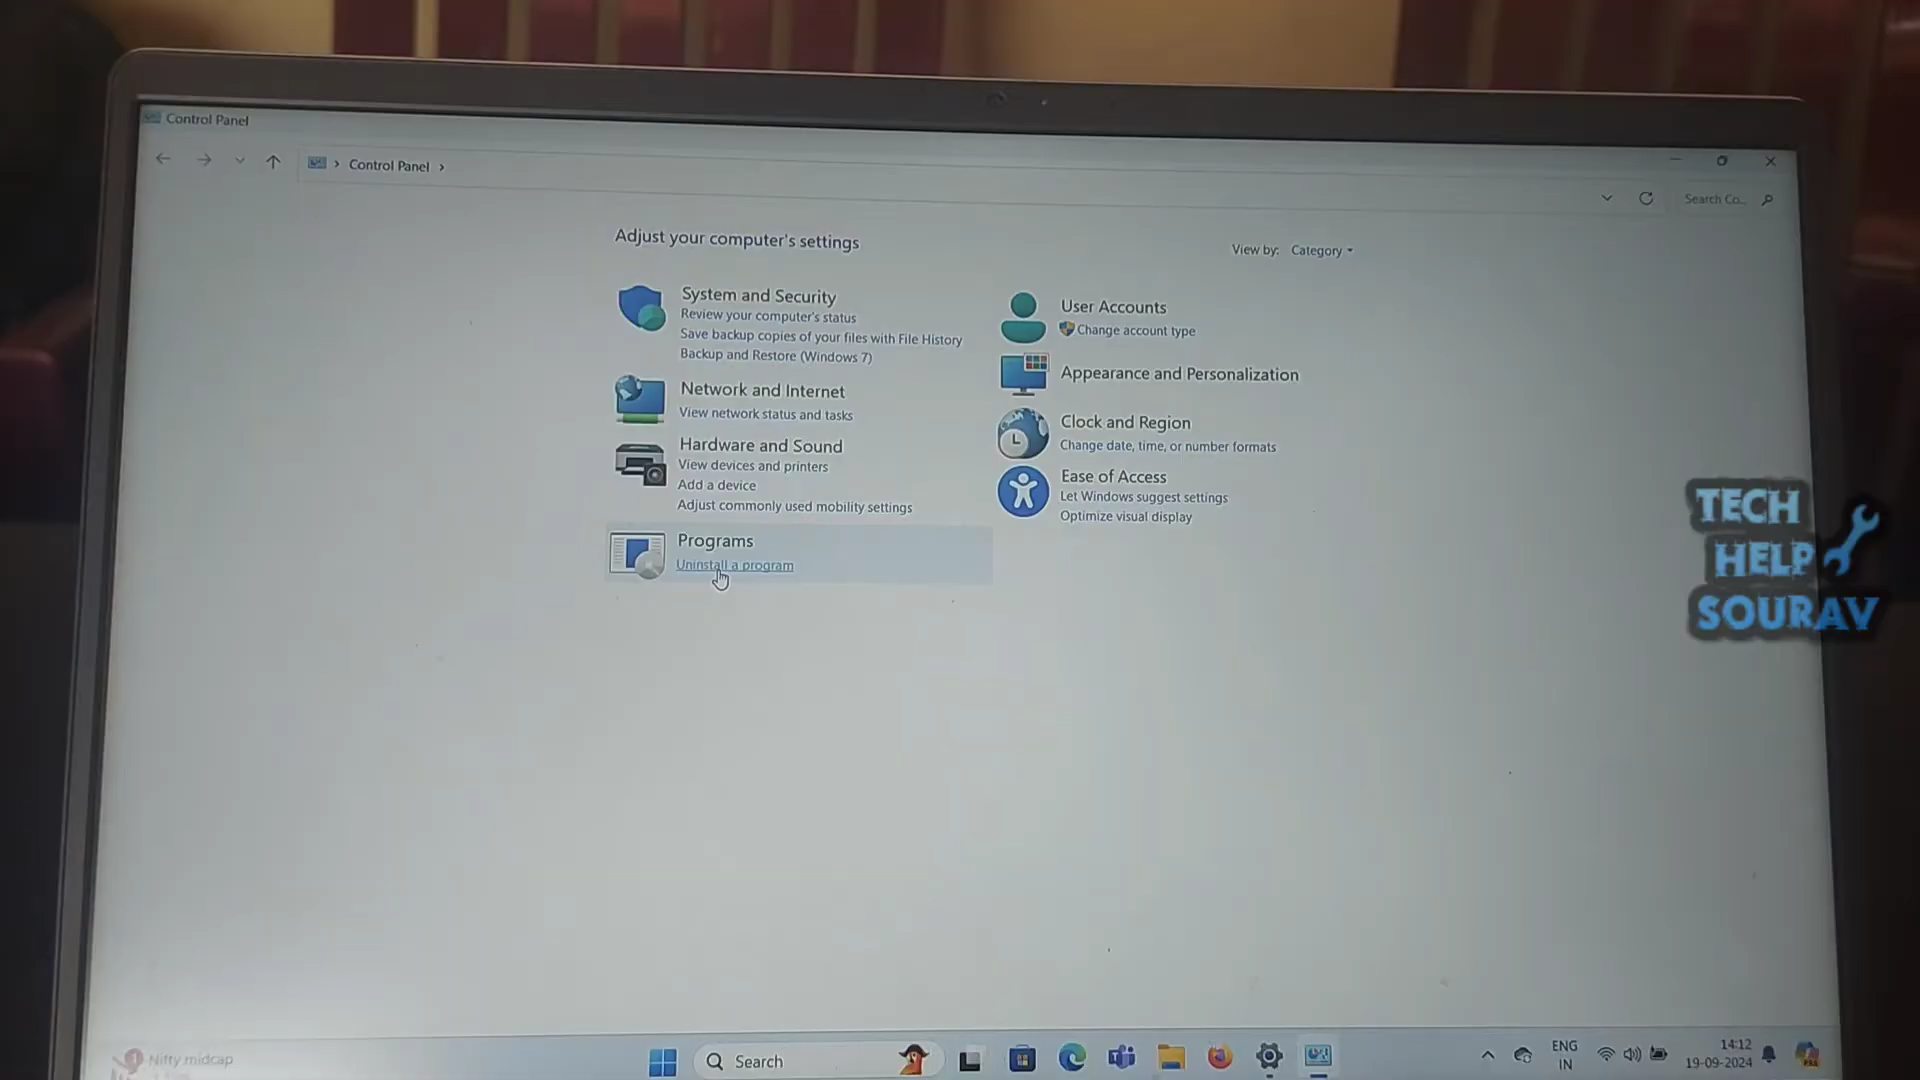 Control Panel
Control Panel
Search Co...
Adjust your computer's settings
View by: Category
System and Security
Review your computer's status
Save backup copies of your files with File History
Backup and Restore (Windows 7)
Network and Internet
View network status and tasks
Hardware and Sound
View devices and printers
Add a device
Adjust commonly used mobility settings
Programs
Uninstall a program
User Accounts
Change account type
Appearance and Personalization
Clock and Region
Change date, time, or number formats
Ease of Access
Let Windows suggest settings
Optimize visual display
TECH
HELP
SOURAV
1 Nifty midcap
Search
ENG
IN
14:12
19-09-2024